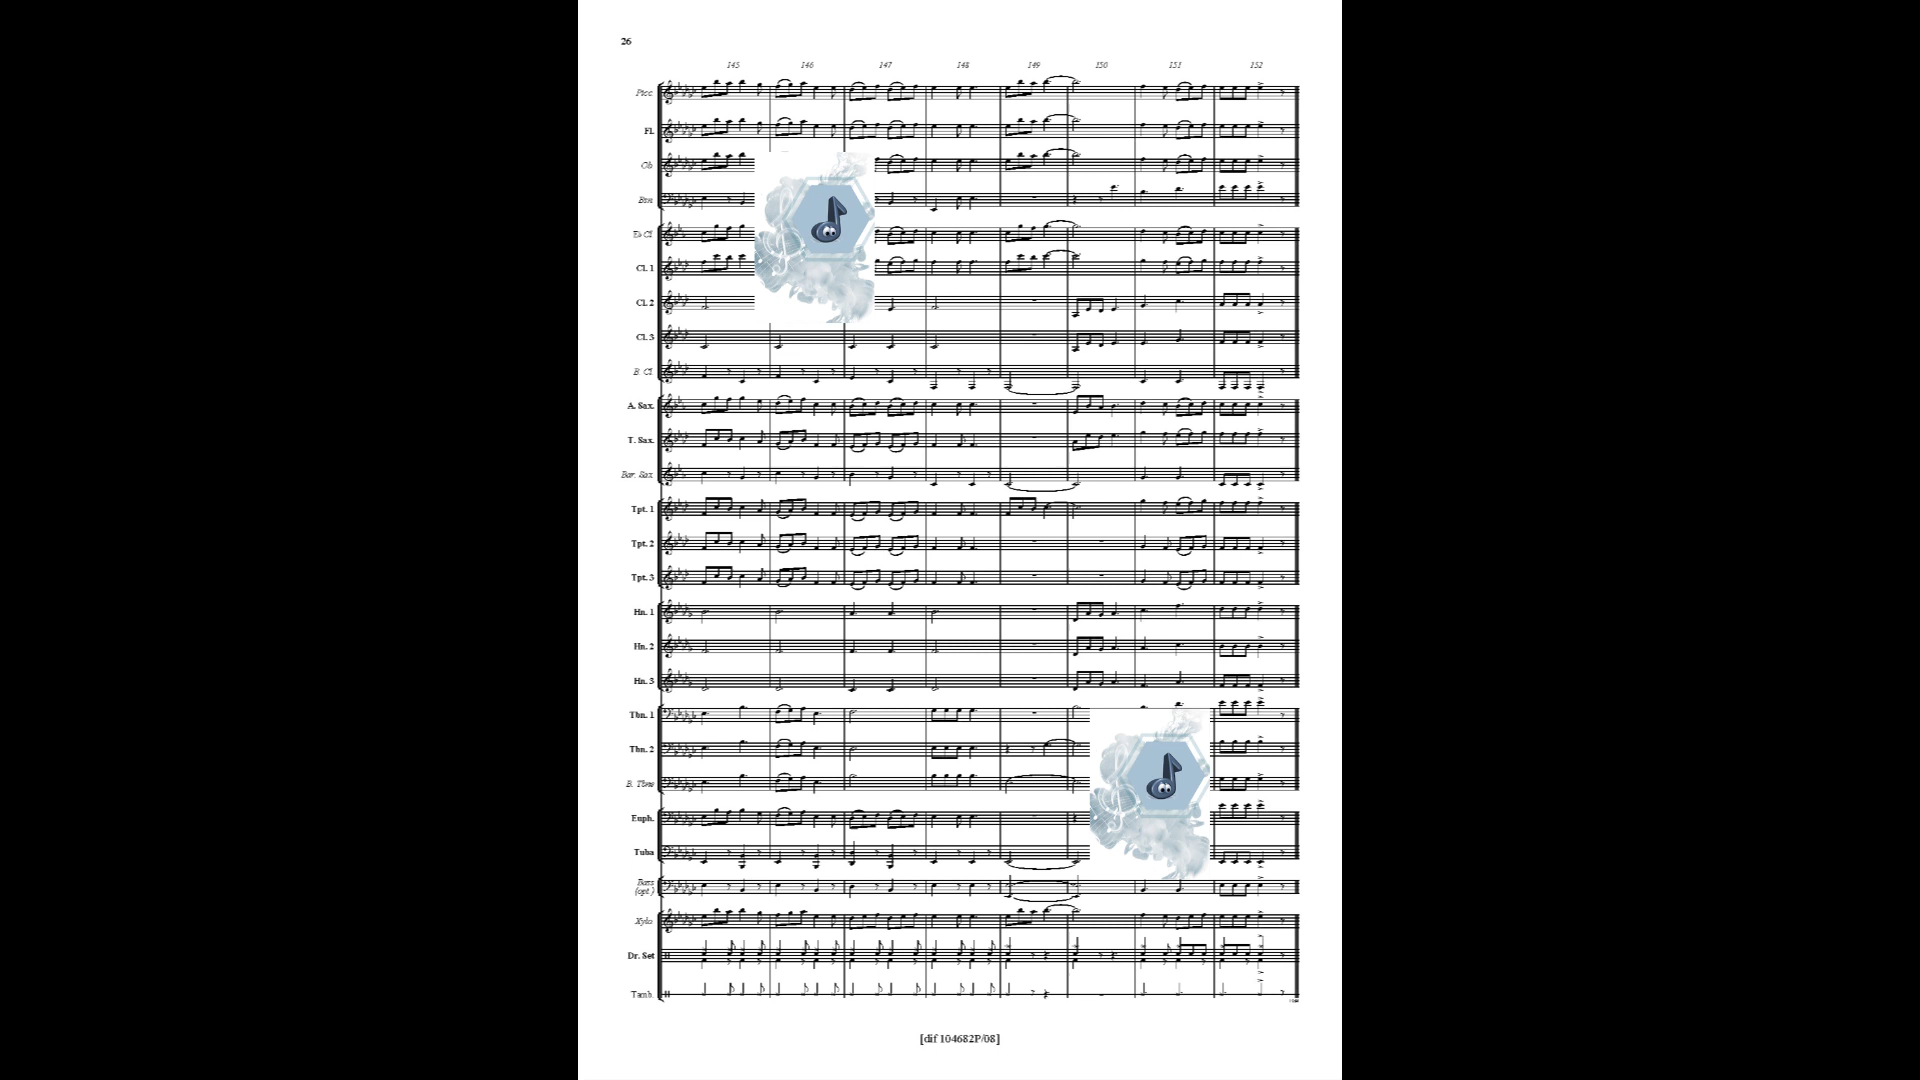 26
145 146 147 148 149 150 151 152
Picc.
Fl.
Ob.
Bsn.
E♭ Cl.
Cl. 1
Cl. 2
Cl. 3
B. Cl.
A. Sax.
T. Sax.
Bar. Sax.
Tpt. 1
Tpt. 2
Tpt. 3
Hn. 1
Hn. 2
Hn. 3
Tbn. 1
Tbn. 2
B. Tbn.
Euph.
Tuba
Bass
(opt.)
Xylo.
Dr. Set
Tamb.
[dif 104682P/08]